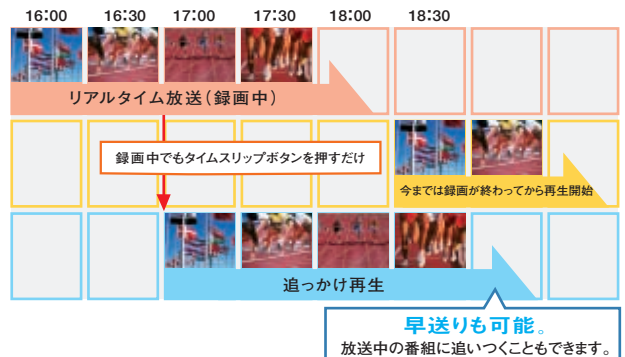 16:00 16:30 17:00 17:30 18:00 18:30
リアルタイム放送(録画中)
録画中でもタイムスリップボタンを押すだけ
今までは録画が終わってから再生開始
追っかけ再生
早送りも可能。
放送中の番組に追いつくこともできます。